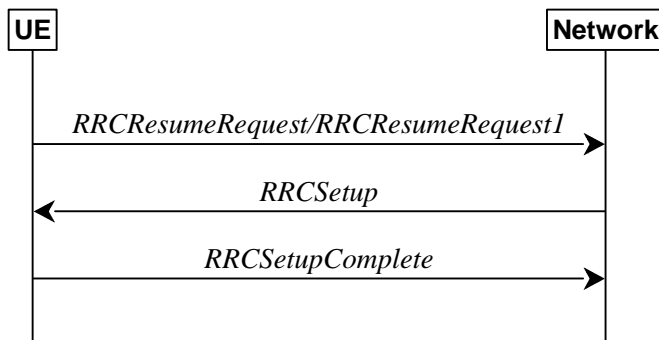 UE
Network
RRCResumeRequest/RRCResumeRequest1
RRCSetup
RRCSetupComplete